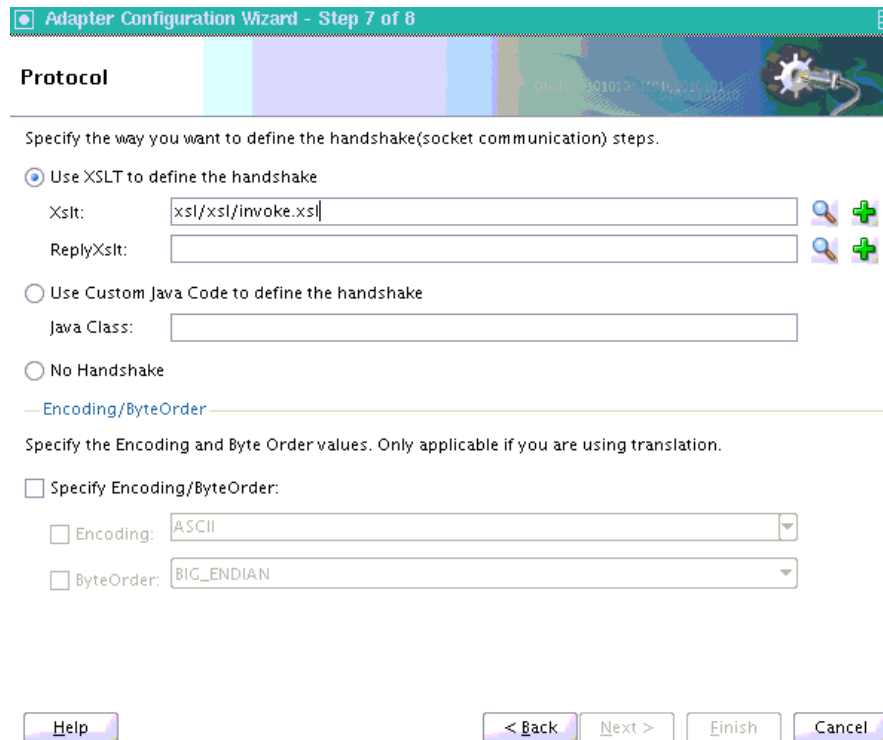 Adapter Configuration Wizard - Step 7 of 8
Protocol
Specify the way you want to define the handshake(socket communication) steps.
Use XSLT to define the handshake
Xslt: xsl/xsl/invoke.xsl
ReplyXslt:
Use Custom Java Code to define the handshake
Java Class:
No Handshake
Encoding/ByteOrder
Specify the Encoding and Byte Order values. Only applicable if you are using translation.
Specify Encoding/ByteOrder:
Encoding: ASCII
ByteOrder: BIG_ENDIAN
Help < Back Next > Finish Cancel